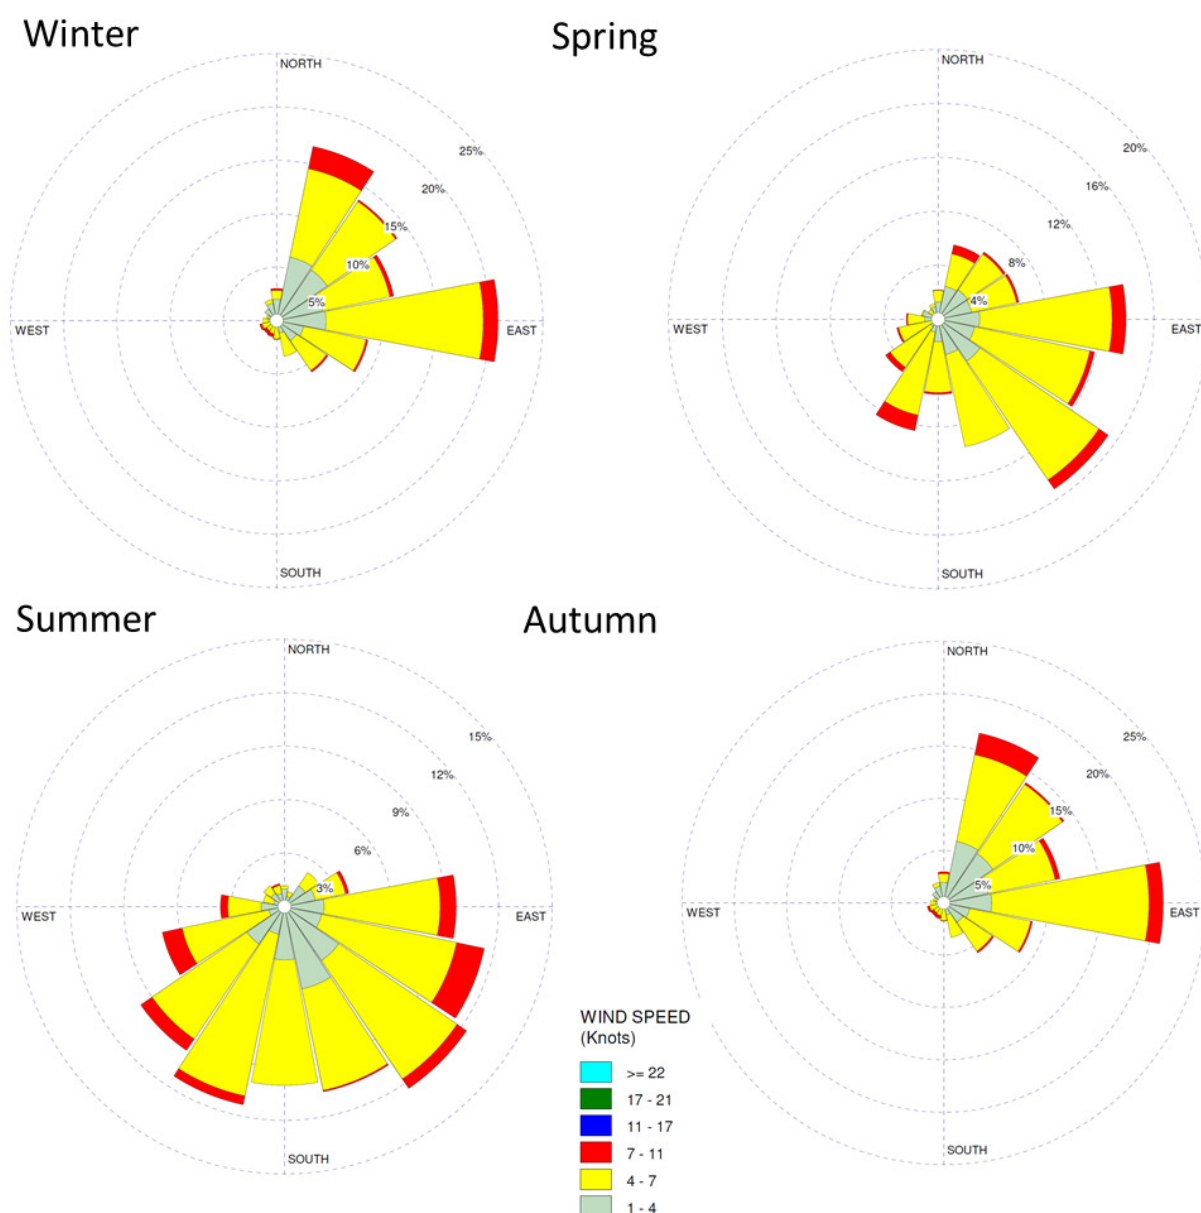 Winter
NORTH
25%
20%
15%
10%
5%
WEST
EAST
SOUTH
Spring
NORTH
20%
16%
12%
8%
4%
WEST
EAST
SOUTH
Summer
NORTH
15%
12%
9%
6%
3%
WEST
EAST
SOUTH
Autumn
NORTH
25%
20%
15%
10%
5%
WEST
EAST
SOUTH
WIND SPEED
(Knots)
>= 22
17 - 21
11 - 17
7 - 11
4 - 7
1 - 4